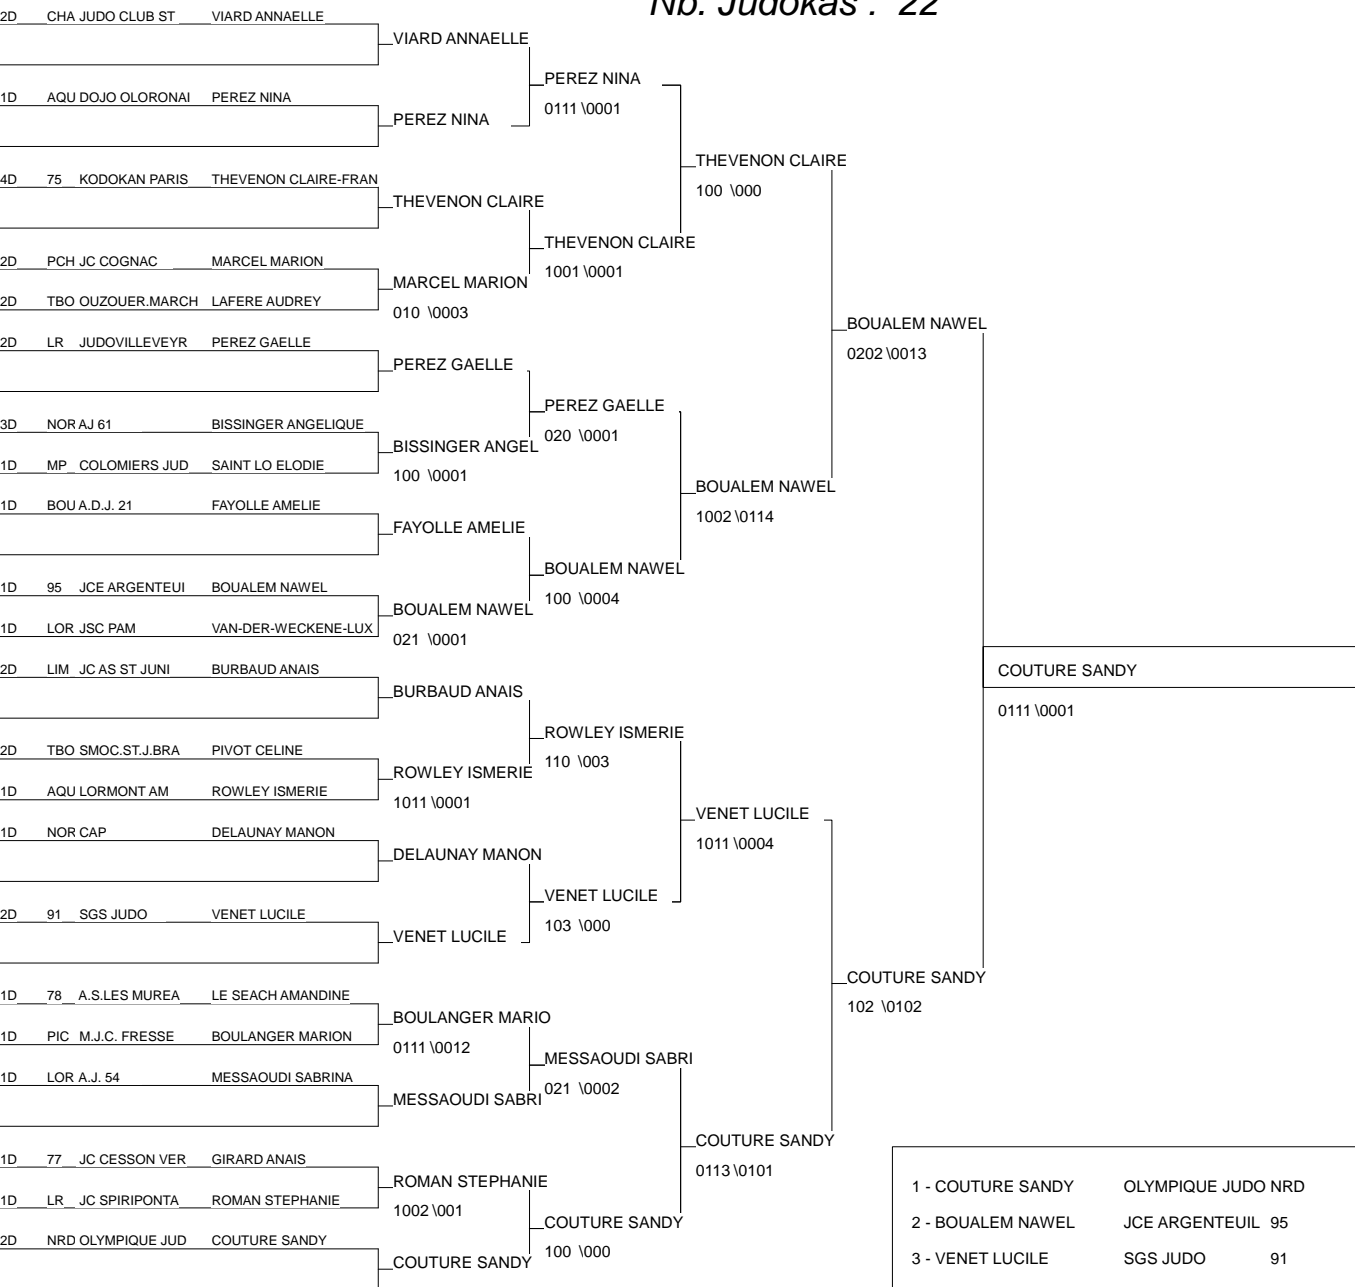 Nb. Judokas : 22
2D CHA JUDO CLUB ST VIARD ANNAELLE
VIARD ANNAELLE
PEREZ NINA
0111 \0001
1D AQU DOJO OLORONAI PEREZ NINA
PEREZ NINA
THEVENON CLAIRE
100 \000
4D 75 KODOKAN PARIS THEVENON CLAIRE-FRAN
THEVENON CLAIRE
THEVENON CLAIRE
1001 \0001
2D PCH JC COGNAC MARCEL MARION
MARCEL MARION
010 \0003
2D TBO OUZOUER.MARCH LAFERE AUDREY
BOUALEM NAWEL
0202 \0013
2D LR JUDOVILLEVEYR PEREZ GAELLE
PEREZ GAELLE
PEREZ GAELLE
020 \0001
3D NOR AJ 61 BISSINGER ANGELIQUE
BISSINGER ANGEL
100 \0001
1D MP COLOMIERS JUD SAINT LO ELODIE
BOUALEM NAWEL
1002 \0114
1D BOU A.D.J. 21 FAYOLLE AMELIE
FAYOLLE AMELIE
BOUALEM NAWEL
100 \0004
1D 95 JCE ARGENTEUI BOUALEM NAWEL
BOUALEM NAWEL
021 \0001
1D LOR JSC PAM VAN-DER-WECKENE-LUX
2D LIM JC AS ST JUNI BURBAUD ANAIS
COUTURE SANDY
0111 \0001
BURBAUD ANAIS
ROWLEY ISMERIE
110 \003
2D TBO SMOC.ST.J.BRA PIVOT CELINE
ROWLEY ISMERIE
1011 \0001
1D AQU LORMONT AM ROWLEY ISMERIE
VENET LUCILE
1011 \0004
1D NOR CAP DELAUNAY MANON
DELAUNAY MANON
VENET LUCILE
103 \000
2D 91 SGS JUDO VENET LUCILE
VENET LUCILE
COUTURE SANDY
102 \0102
1D 78 A.S.LES MUREA LE SEACH AMANDINE
BOULANGER MARIO
0111 \0012
1D PIC M.J.C. FRESSE BOULANGER MARION
MESSAOUDI SABRI
021 \0002
1D LOR A.J. 54 MESSAOUDI SABRINA
MESSAOUDI SABRI
COUTURE SANDY
0113 \0101
1D 77 JC CESSON VER GIRARD ANAIS
ROMAN STEPHANIE
1002 \001
1D LR JC SPIRIPONTA ROMAN STEPHANIE
COUTURE SANDY
100 \000
2D NRD OLYMPIQUE JUD COUTURE SANDY
COUTURE SANDY
1 - COUTURE SANDY OLYMPIQUE JUDO NRD
2 - BOUALEM NAWEL JCE ARGENTEUIL 95
3 - VENET LUCILE SGS JUDO 91